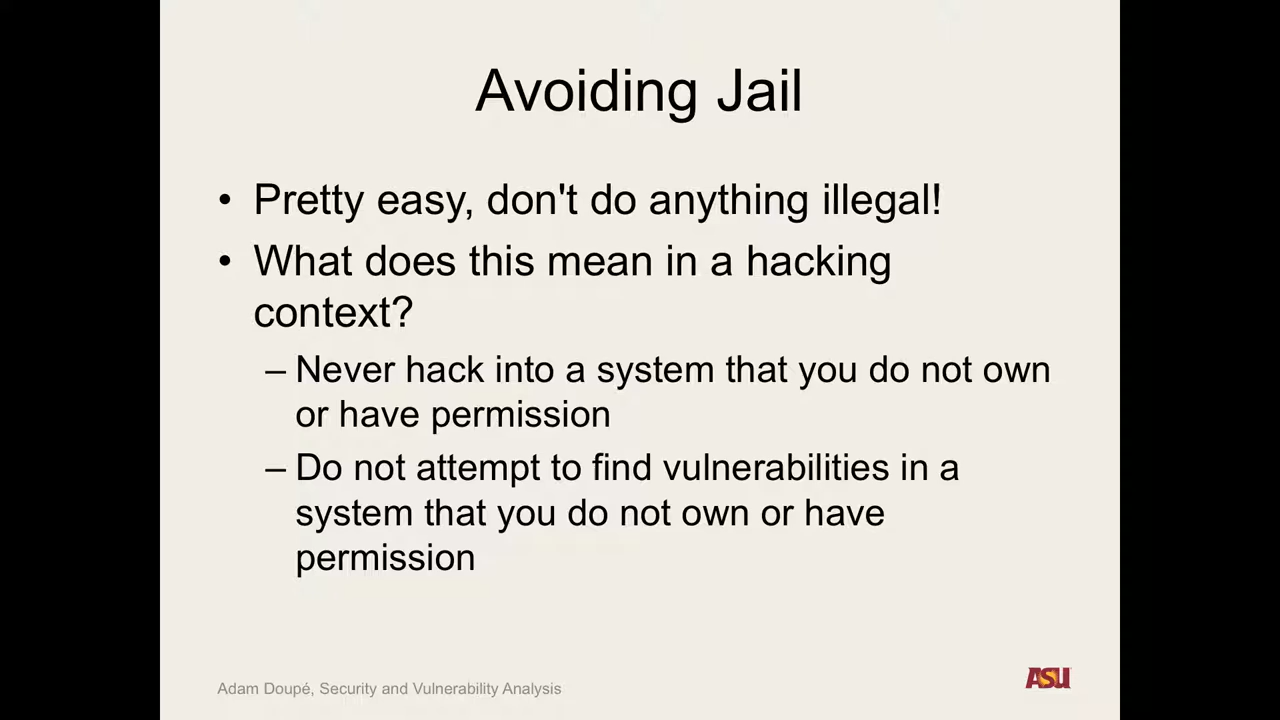 Avoiding Jail
• Pretty easy, don't do anything illegal!
• What does this mean in a hacking
context?
– Never hack into a system that you do not own
or have permission
– Do not attempt to find vulnerabilities in a
system that you do not own or have
permission
Adam Doupé, Security and Vulnerability Analysis
ASU